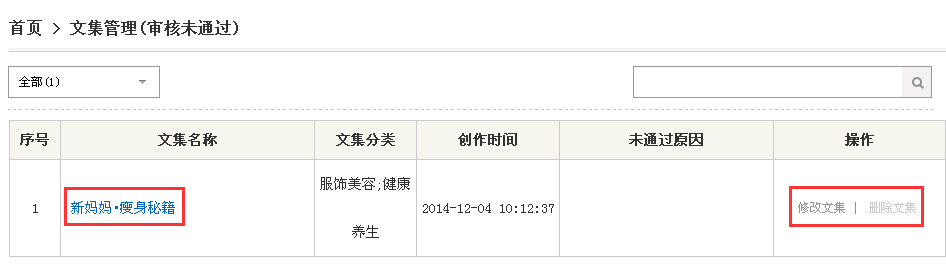 首页 > 文集管理(审核未通过)
全部(1)
序号 文集名称 文集分类 创作时间 未通过原因 操作
1 新妈妈·瘦身秘籍 服饰美容;健康养生 2014-12-04 10:12:37 修改文集 | 删除文集